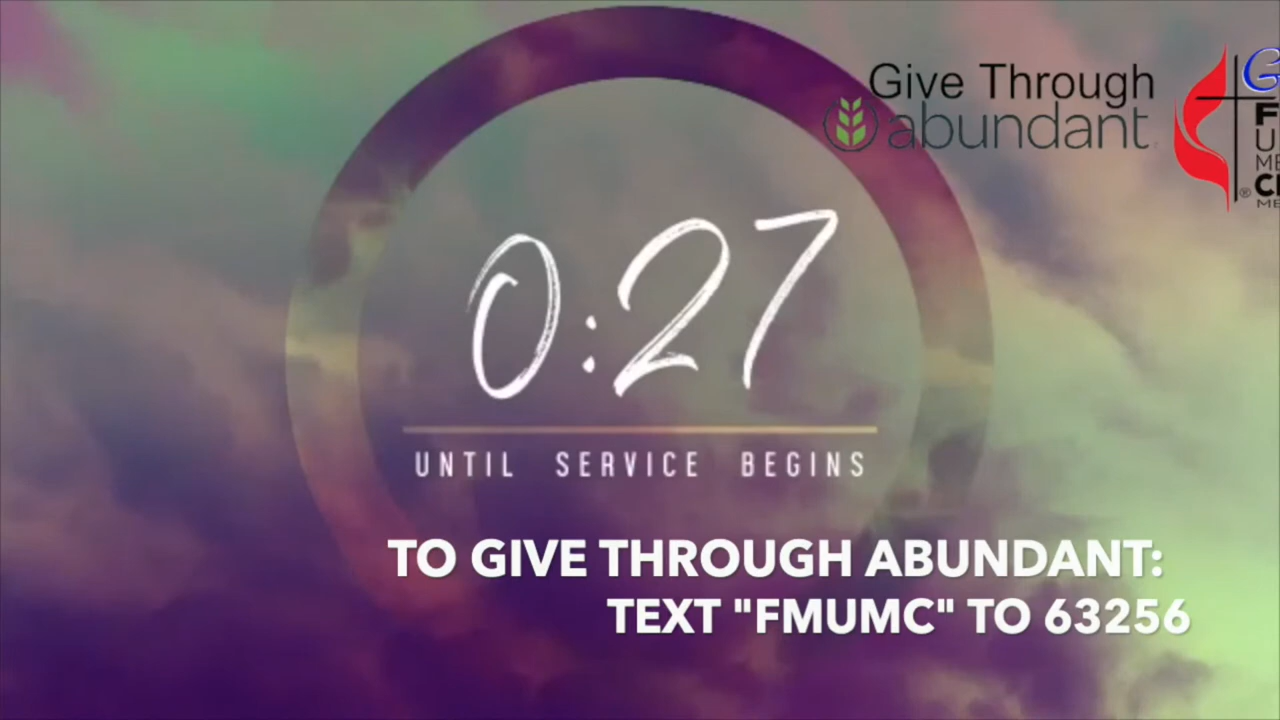 Give Through
abundant
®
0:27
UNTIL SERVICE BEGINS
TO GIVE THROUGH ABUNDANT:
TEXT "FMUMC" TO 63256